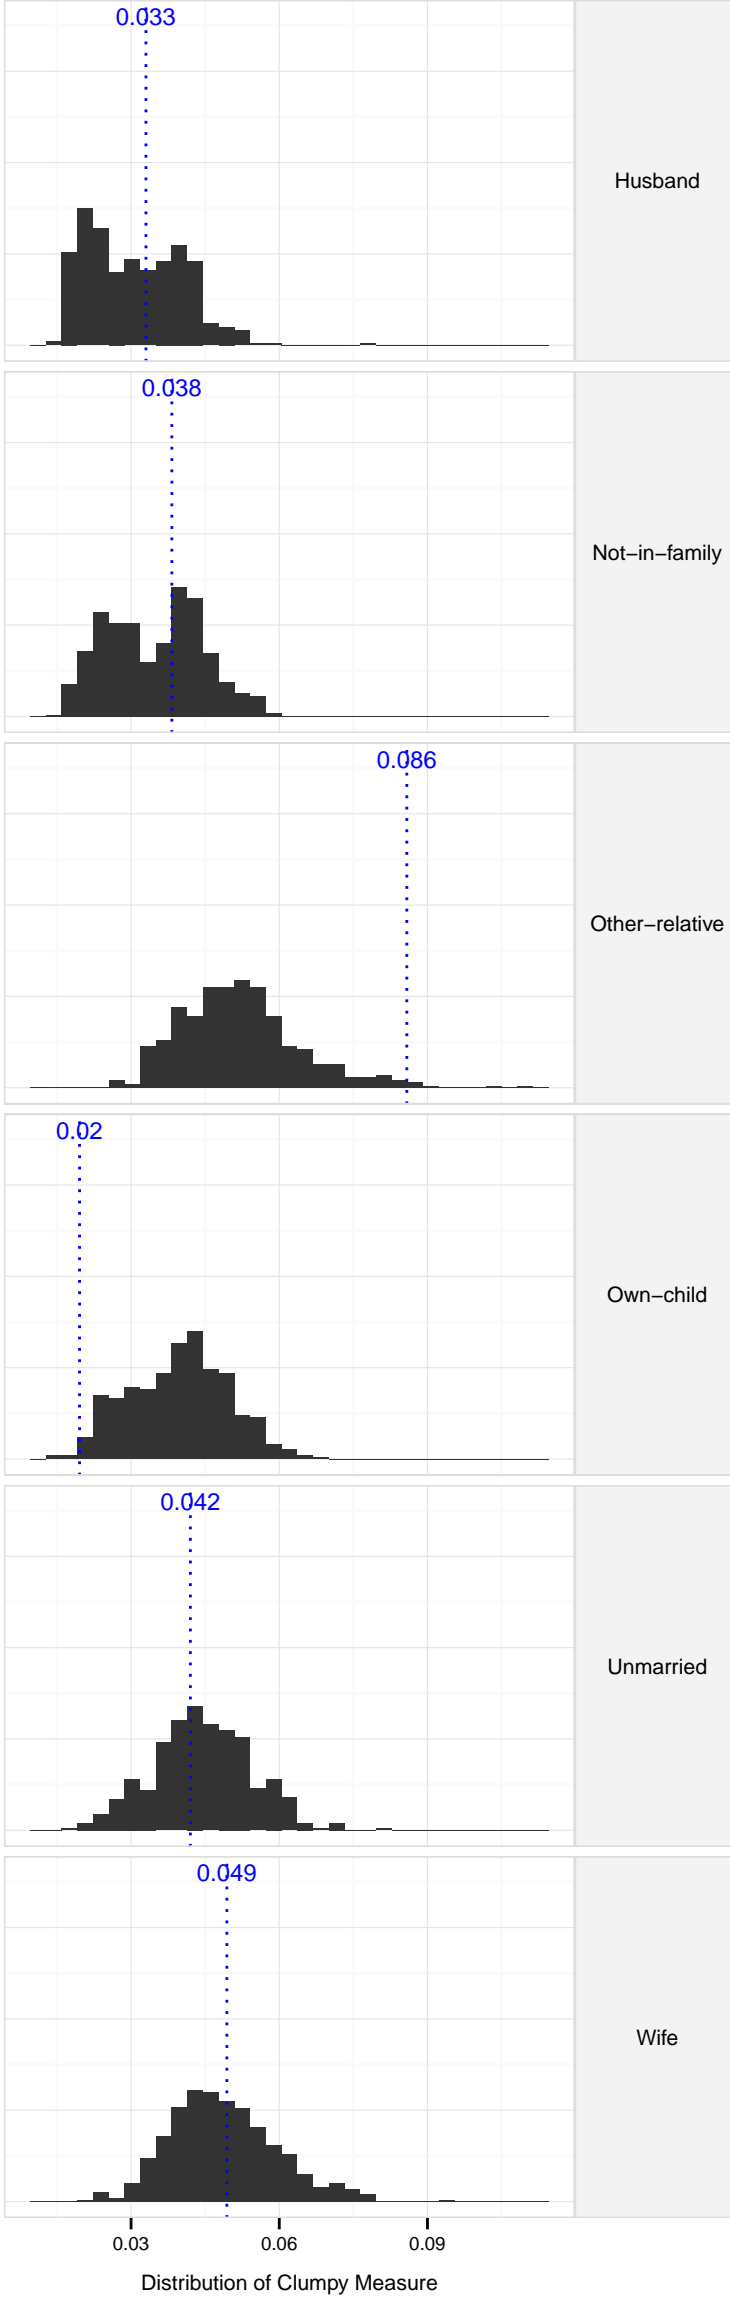 0.033
Husband
0.038
Not−in−family
0.086
Other−relative
0.02
Own−child
0.042
Unmarried
0.049
Wife
0.03 0.06 0.09
Distribution of Clumpy Measure